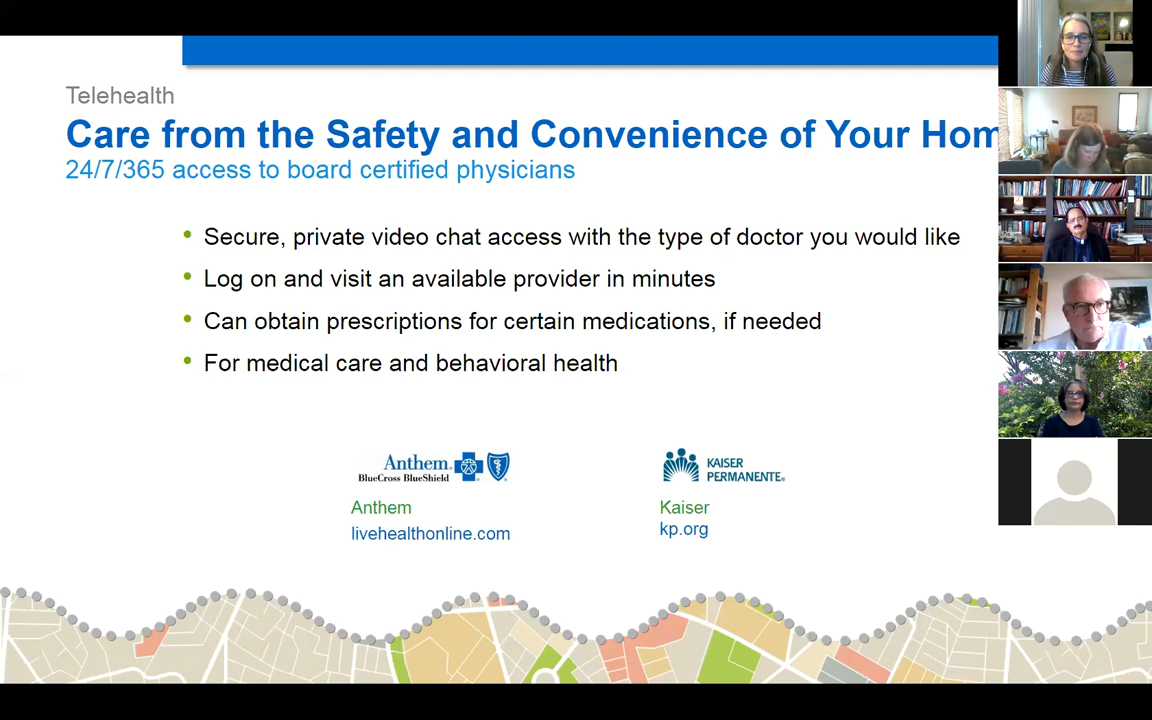 Telehealth
Care from the Safety and Convenience of Your Hom
24/7/365 access to board certified physicians
• Secure, private video chat access with the type of doctor you would like
• Log on and visit an available provider in minutes
• Can obtain prescriptions for certain medications, if needed
• For medical care and behavioral health
Anthem.
BlueCross BlueShield
KAISER
PERMANENTE®
Anthem
livehealthonline.com
Kaiser
kp.org